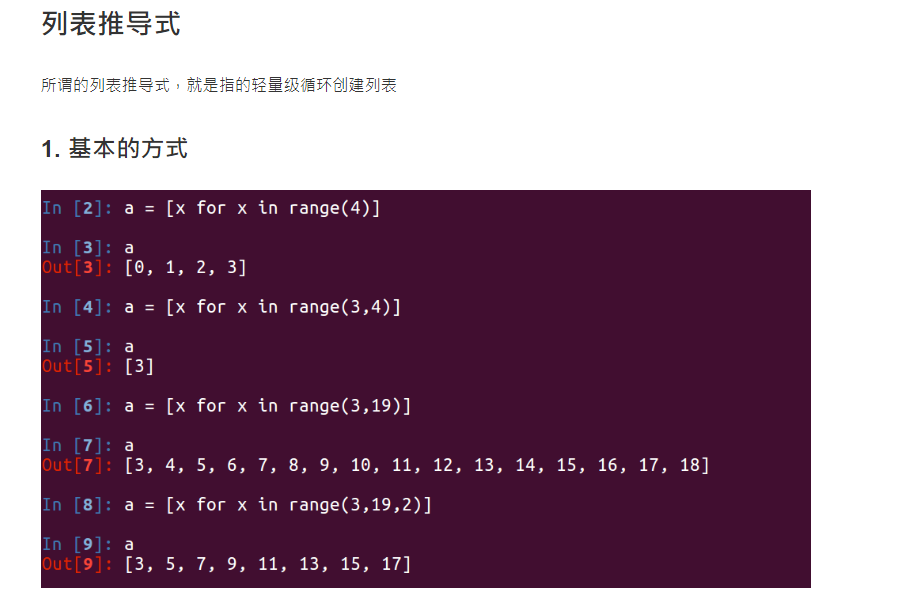 列表推导式
所谓的列表推导式，就是指的轻量级循环创建列表
1. 基本的方式
In [2]: a = [x for x in range(4)]
In [3]: a
Out[3]: [0, 1, 2, 3]
In [4]: a = [x for x in range(3,4)]
In [5]: a
Out[5]: [3]
In [6]: a = [x for x in range(3,19)]
In [7]: a
Out[7]: [3, 4, 5, 6, 7, 8, 9, 10, 11, 12, 13, 14, 15, 16, 17, 18]
In [8]: a = [x for x in range(3,19,2)]
In [9]: a
Out[9]: [3, 5, 7, 9, 11, 13, 15, 17]